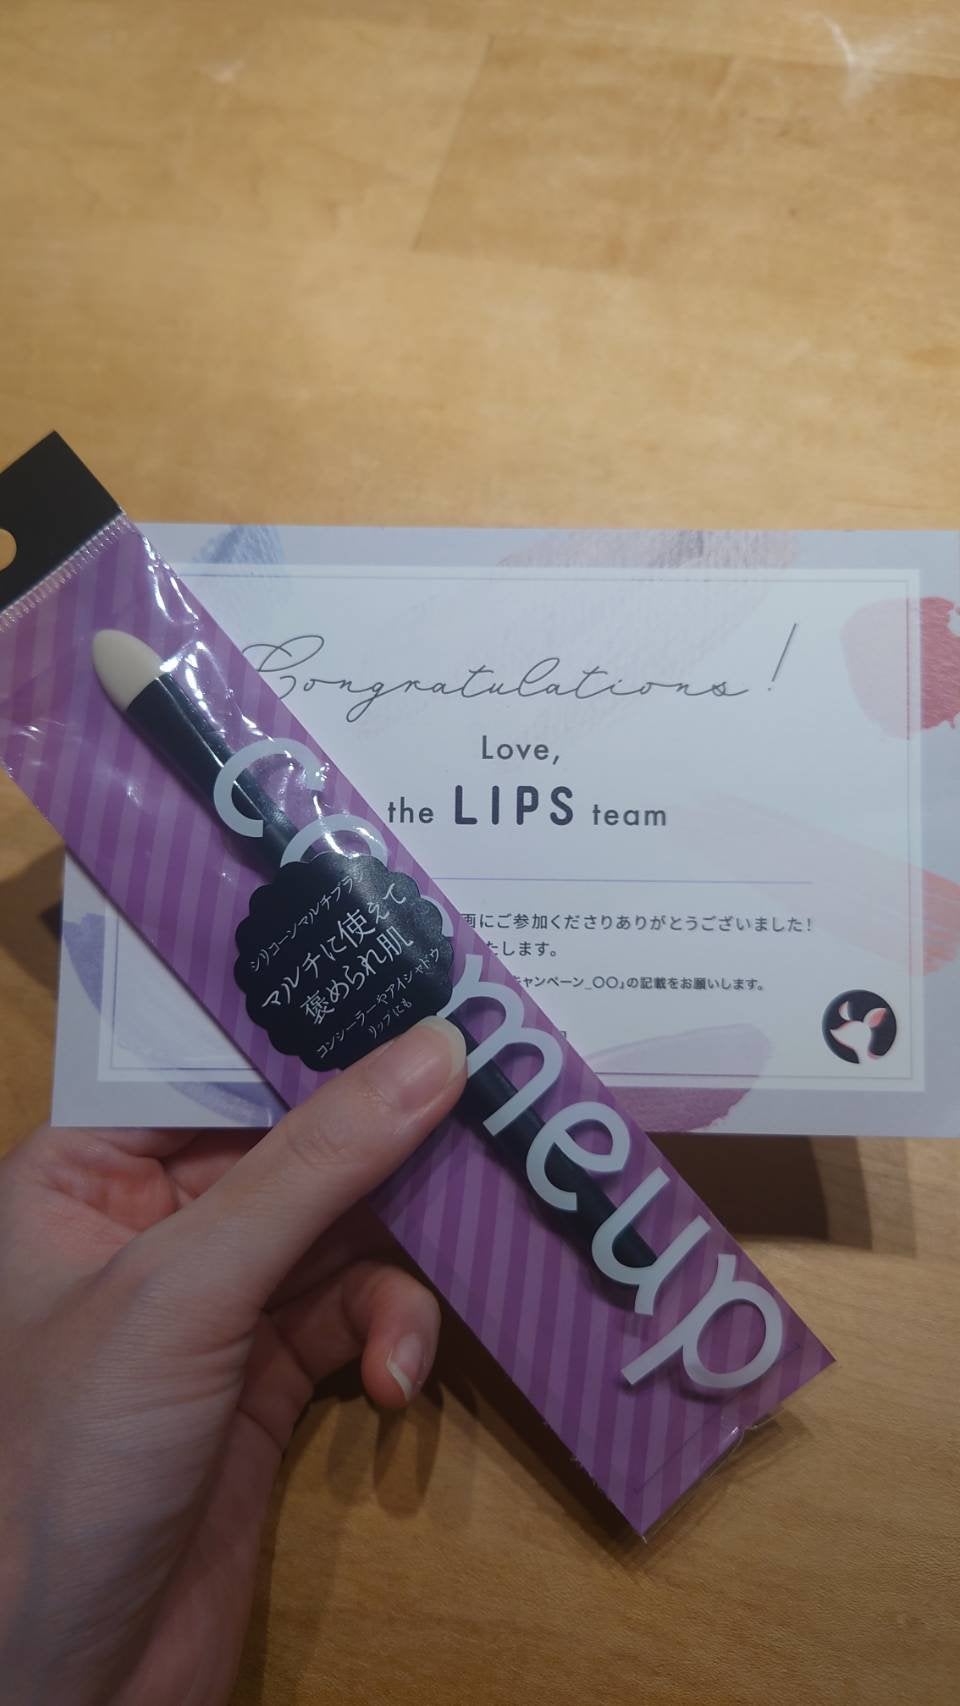 Congratulations!
Love,
the LIPS team
画にご参加くださりありがとうございました!
たします。
キャンペーン_〇〇」の記載をお願いします。
comeup
シリコーンマルチブラシ
マルチに使えて
褒められ肌
コンシーラーやアイシャドウ
リップにも